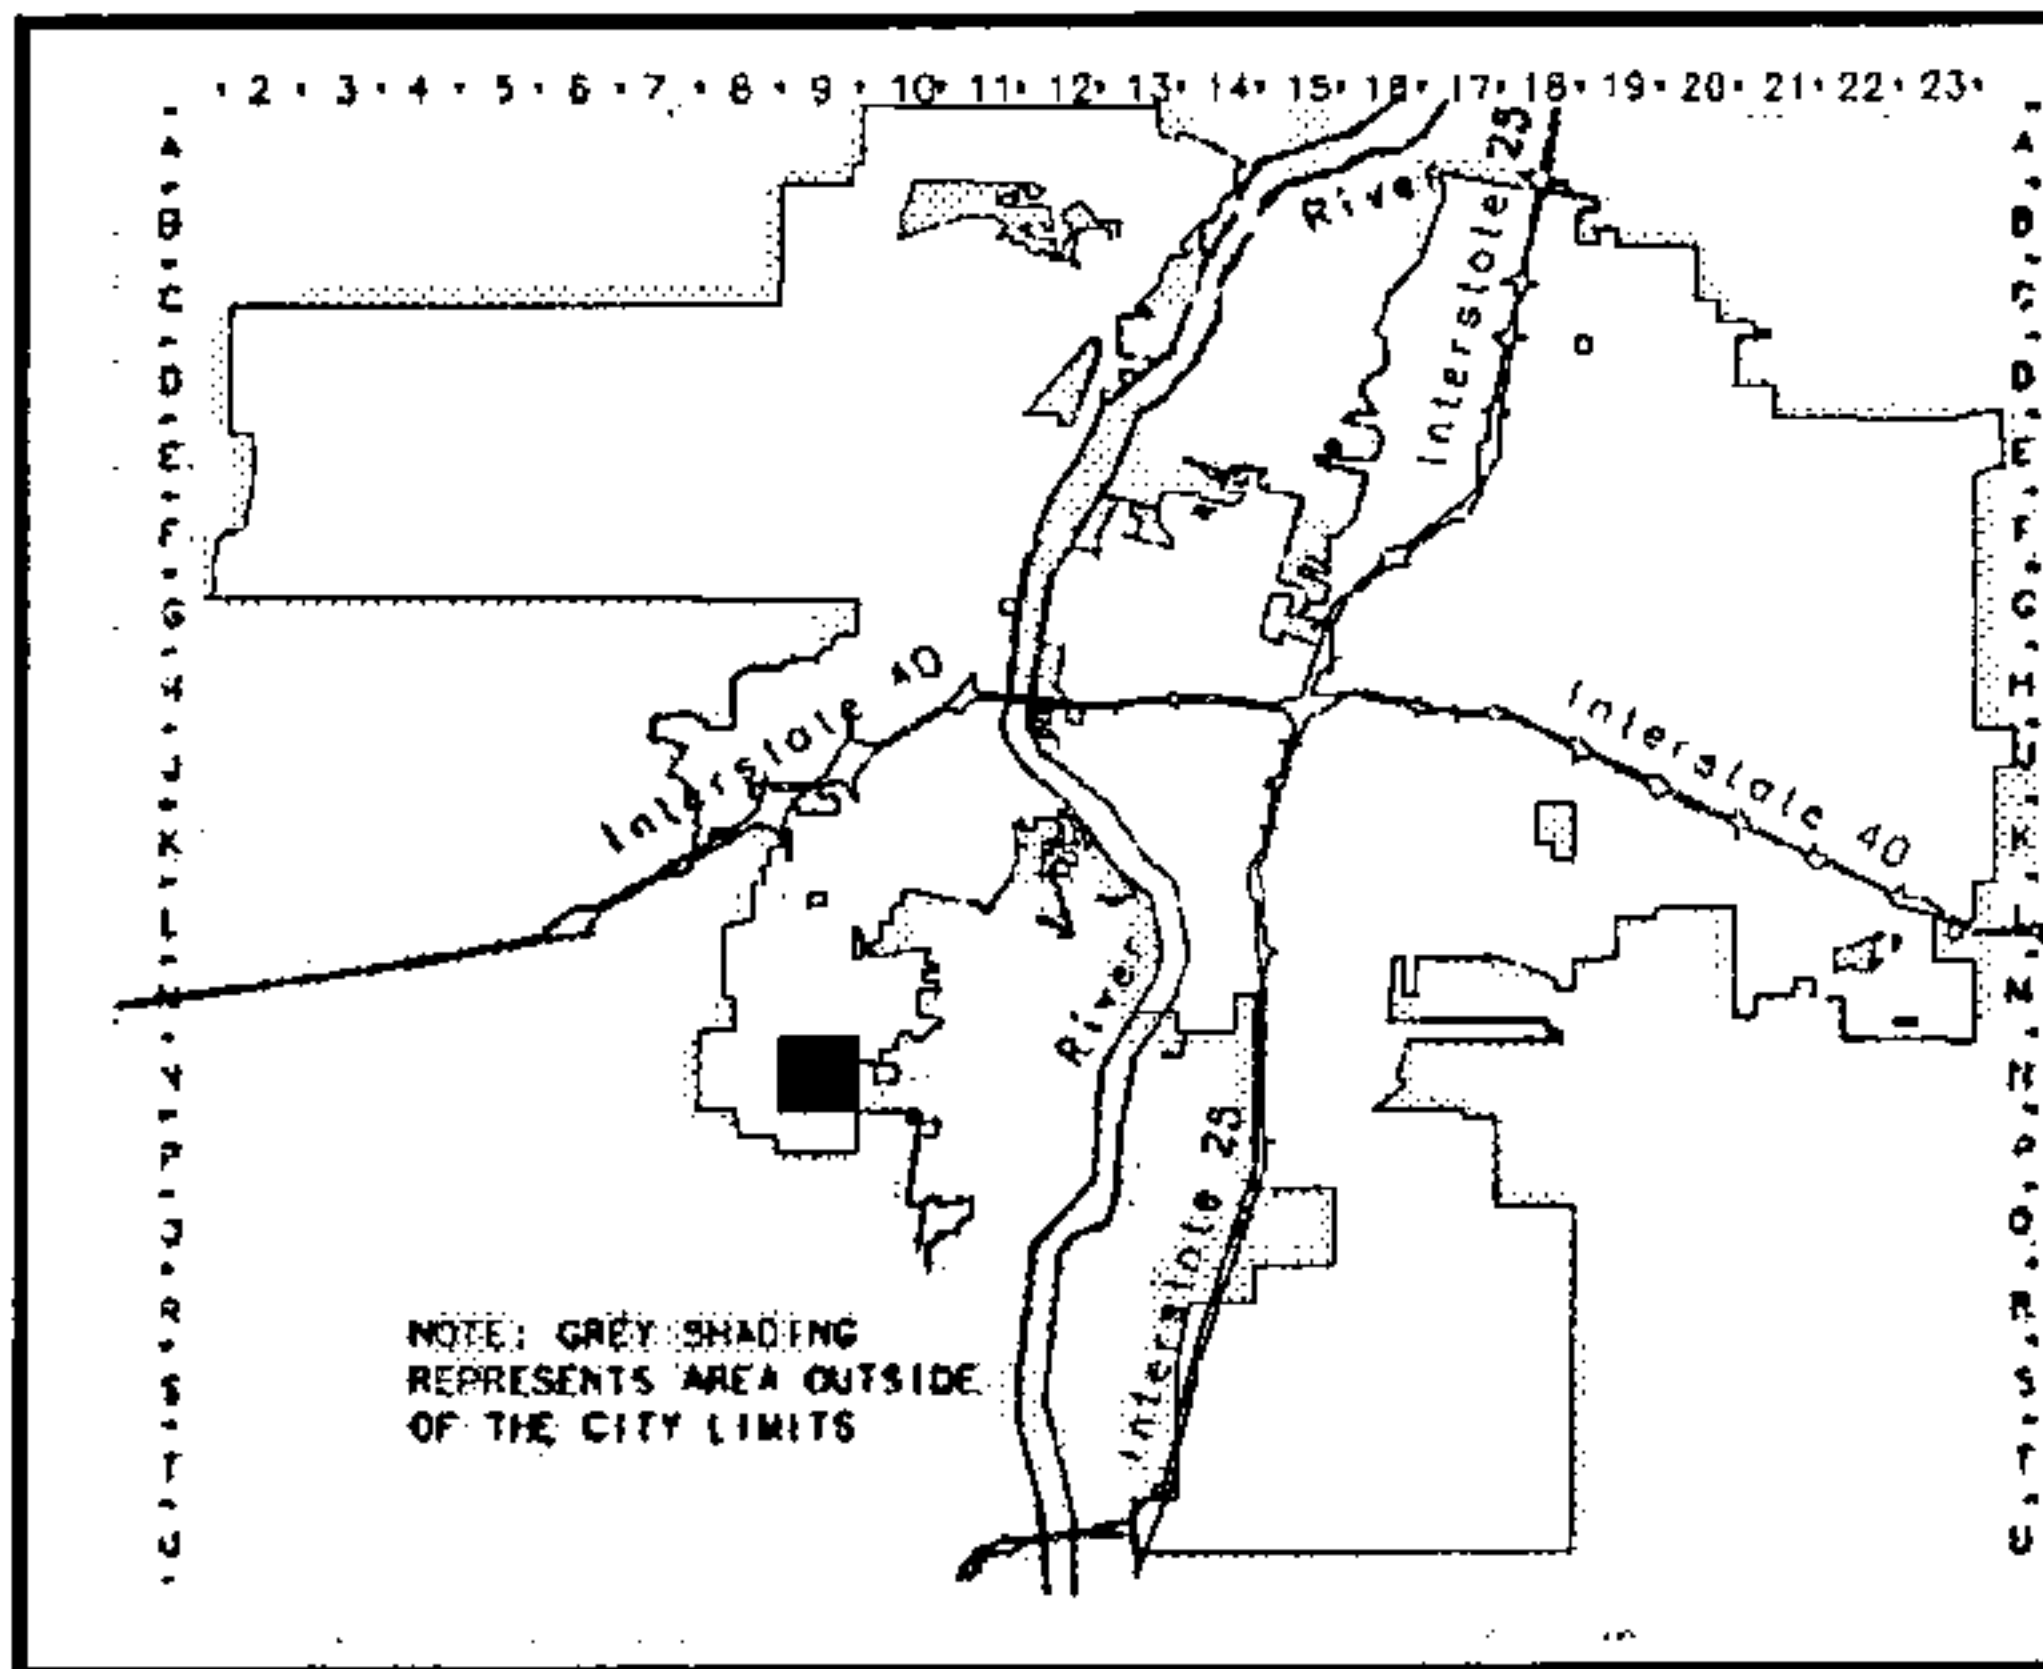 2 3 4 5 6 7 8 9 10 11 12 13 14 15 16 17 18 19 20 21 22 23
A A
B B
C C
D D
E E
F F
G G
H H
J J
K K
L L
M M
N N
P P
Q Q
R R
S S
T T
U U
River
Interstate 25
Interstate 40
Interstate 40
River
Interstate 25
NOTE: GREY SHADING
REPRESENTS AREA OUTSIDE
OF THE CITY LIMITS